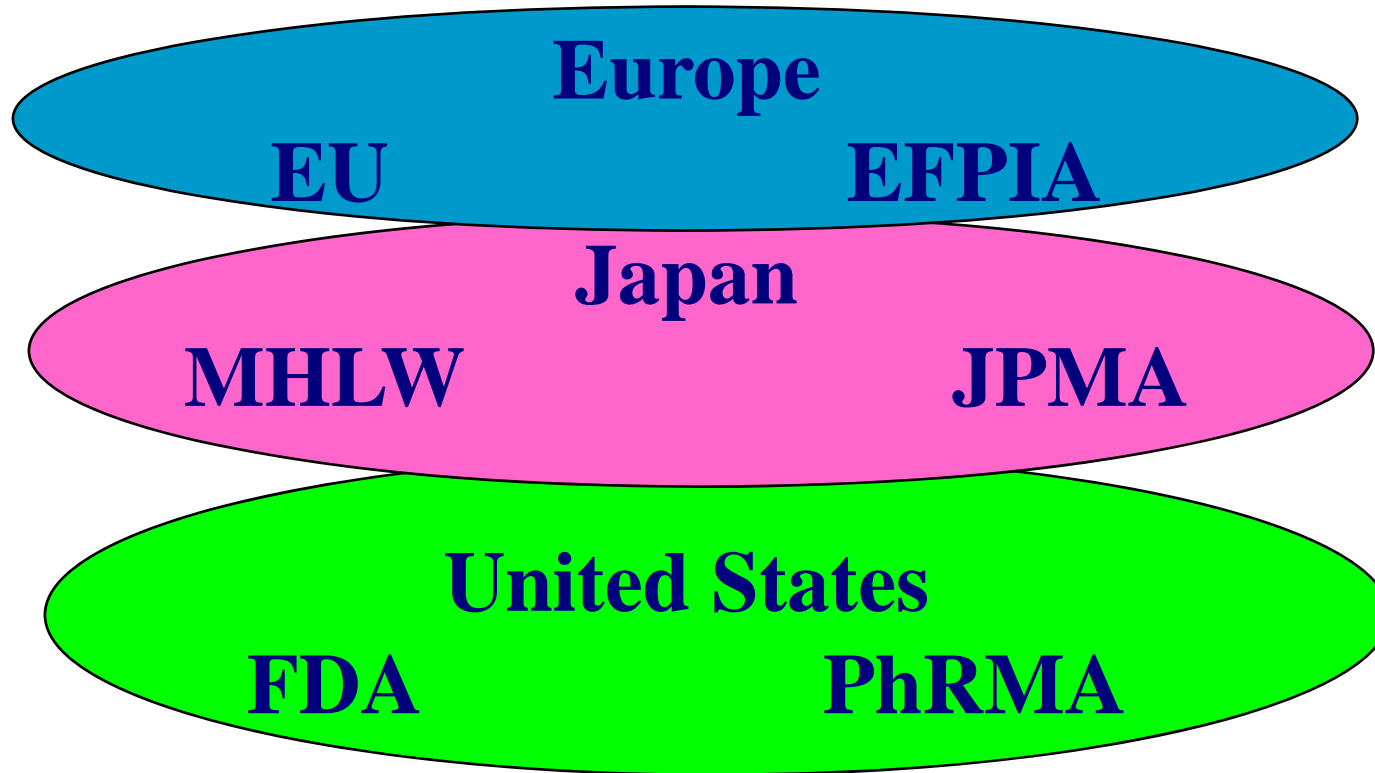 Europe
EU EFPIA
Japan
MHLW JPMA
United States
FDA PhRMA